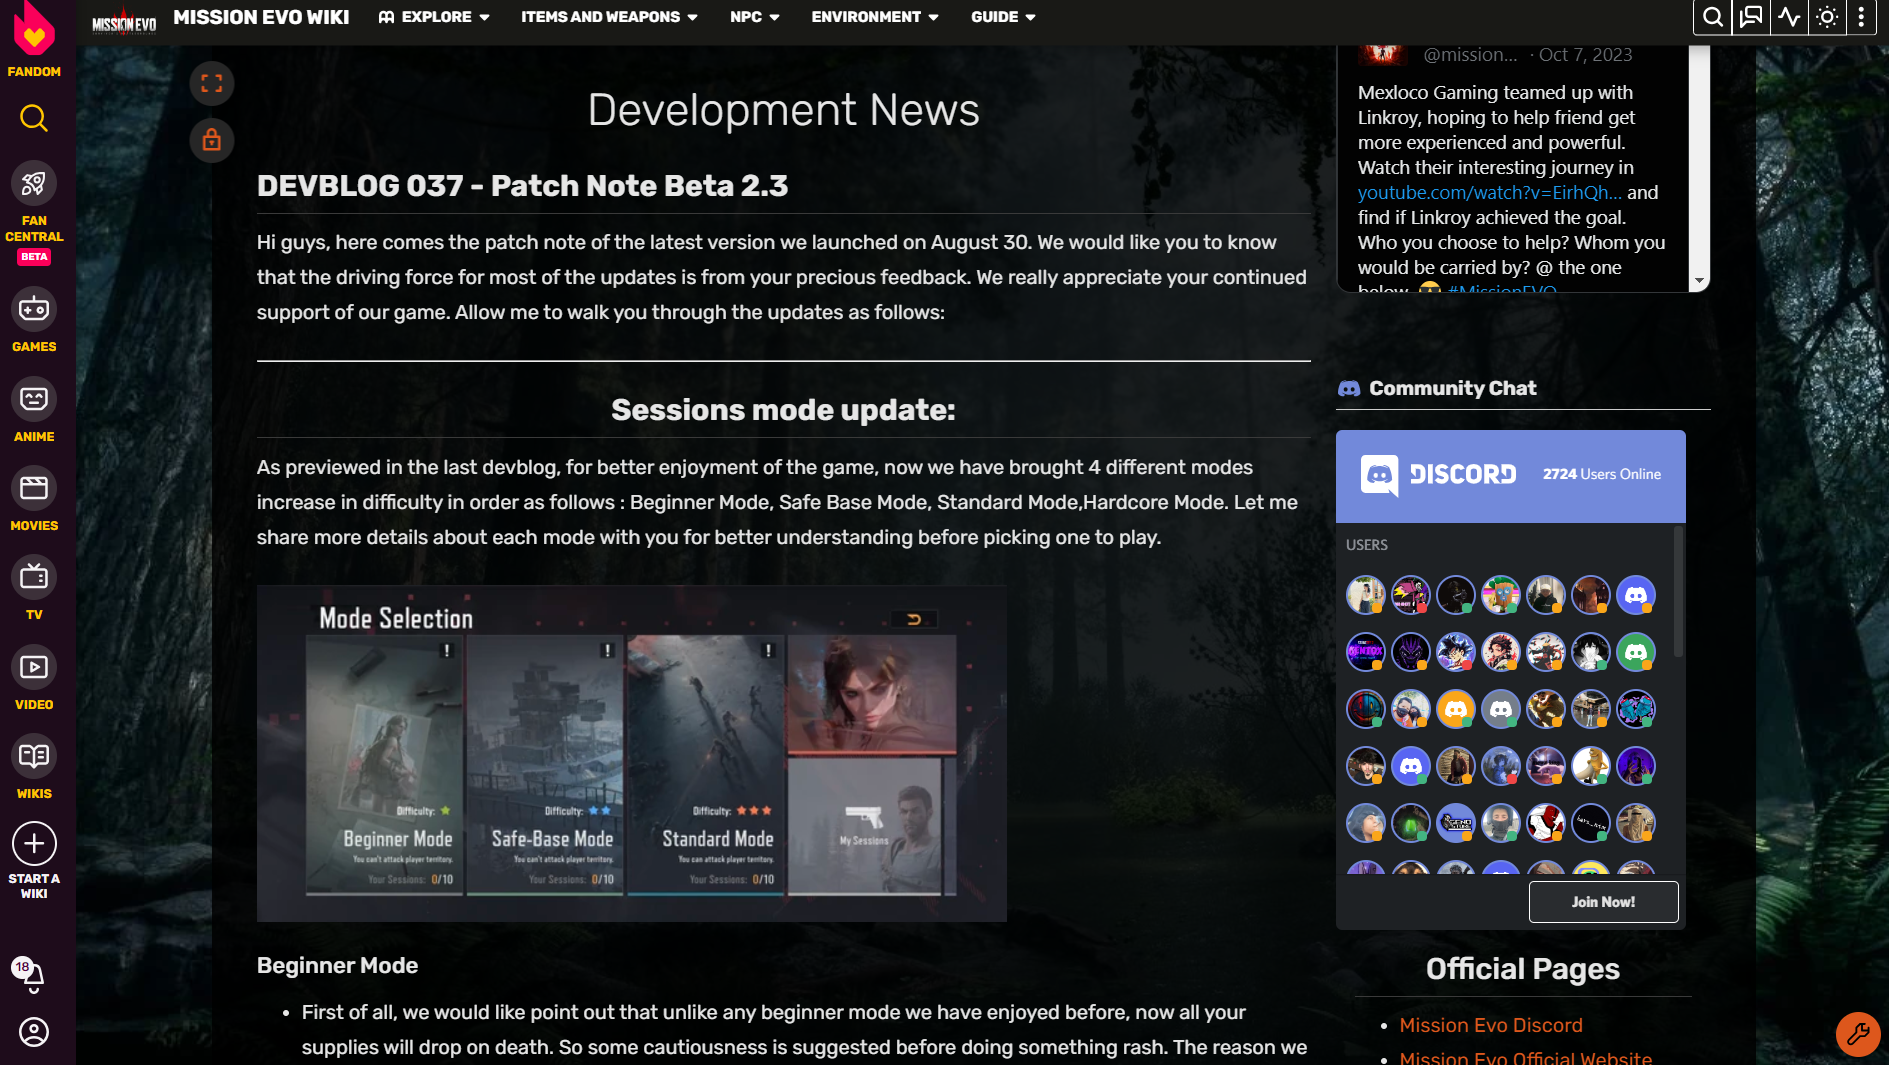 FANDOM
FAN
CENTRAL
BETA
GAMES
ANIME
MOVIES
TV
VIDEO
WIKIS
START A
WIKI
18
MISSION EVO
MISSION EVO WIKI
EXPLORE
ITEMS AND WEAPONS
NPC
ENVIRONMENT
GUIDE
Development News
DEVBLOG 037 - Patch Note Beta 2.3
Hi guys, here comes the patch note of the latest version we launched on August 30. We would like you to know
that the driving force for most of the updates is from your precious feedback. We really appreciate your continued
support of our game. Allow me to walk you through the updates as follows:
Sessions mode update:
As previewed in the last devblog, for better enjoyment of the game, now we have brought 4 different modes
increase in difficulty in order as follows : Beginner Mode, Safe Base Mode, Standard Mode,Hardcore Mode. Let me
share more details about each mode with you for better understanding before picking one to play.
Mode Selection
Difficulty:
Beginner Mode
You can't attack player territory.
Your Sessions: 0/10
Difficulty:
Safe-Base Mode
You can't attack player territory.
Your Sessions: 0/10
Difficulty:
Standard Mode
You can't attack player territory.
Your Sessions: 0/10
My Sessions
Beginner Mode
• First of all, we would like point out that unlike any beginner mode we have enjoyed before, now all your
supplies will drop on death. So some cautiousness is suggested before doing something rash. The reason we
@mission... · Oct 7, 2023
Mexloco Gaming teamed up with
Linkroy, hoping to help friend get
more experienced and powerful.
Watch their interesting journey in
youtube.com/watch?v=EirhQh... and
find if Linkroy achieved the goal.
Who you choose to help? Whom you
would be carried by? @ the one
below. #MissionEVO
Community Chat
DISCORD
2724 Users Online
USERS
Join Now!
Official Pages
• Mission Evo Discord
• Mission Evo Official Website